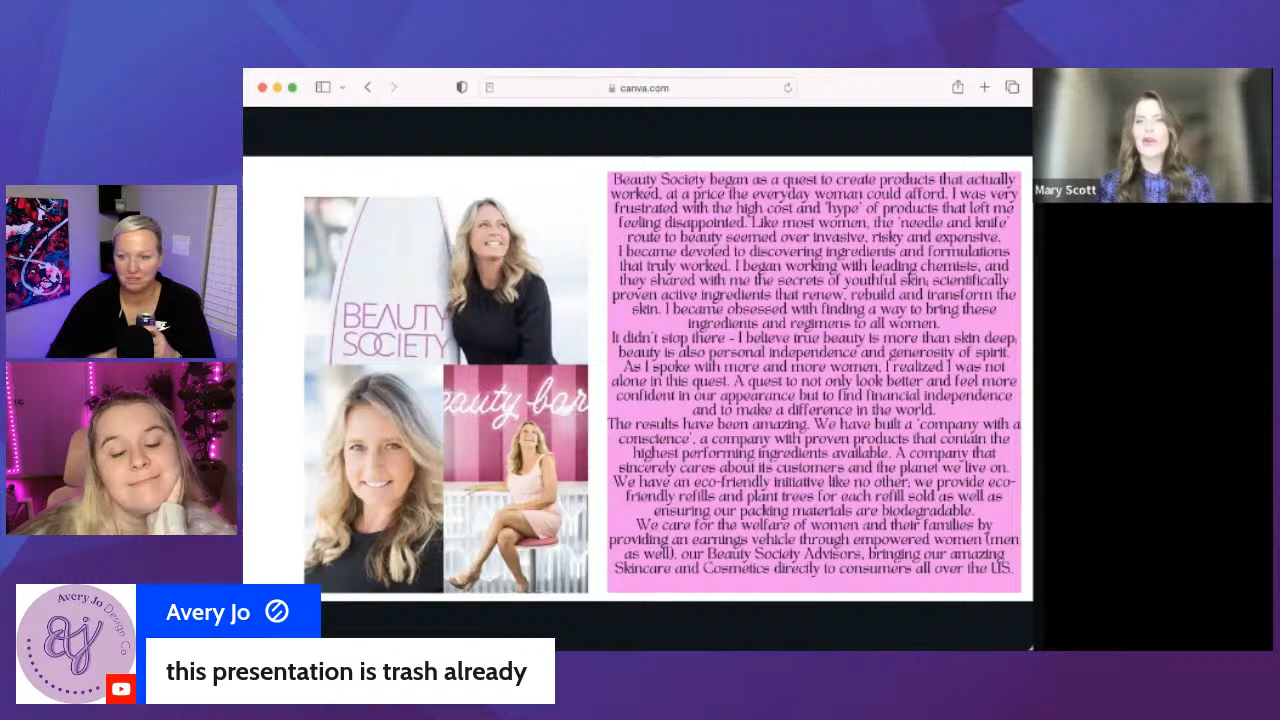 canva.com
Mary Scott
BEAUTY
SOCIETY
eauty bar
Beauty Society began as a quest to create products that actually
worked, at a price the everyday woman could afford. I was very
frustrated with the high cost and "hype" of products that left me
feeling disappointed. Like most women, the "needle and knife"
route to beauty seemed over invasive, risky and expensive.
I became devoted to discovering ingredients and formulations
that truly worked. I began working with leading chemists, and
they shared with me the secrets of youthful skin; scientifically
proven active ingredients that renew, rebuild and transform the
skin. I became obsessed with finding a way to bring these
ingredients and regimens to all women.
It didn't stop there - I believe true beauty is more than skin deep;
beauty is also personal independence and generosity of spirit.
As I spoke with more and more women, I realized I was not
alone in this quest. A quest to not only look better and feel more
confident in our appearance but to find financial independence
and to make a difference in the world.
The results have been amazing. We have built a "company with a
conscience", a company with proven products that contain the
highest performing ingredients available. A company that
sincerely cares about its customers and the planet we live on.
We have an eco-friendly initiative like no other; we provide eco-
friendly refills and plant trees for each refill sold as well as
ensuring our packing materials are biodegradable.
We care for the welfare of women and their families by
providing an earnings vehicle through empowered women (men
as well), our Beauty Society Advisors, bringing our amazing
Skincare and Cosmetics directly to consumers all over the US.
Avery Jo Design Co
aj
Avery Jo
this presentation is trash already